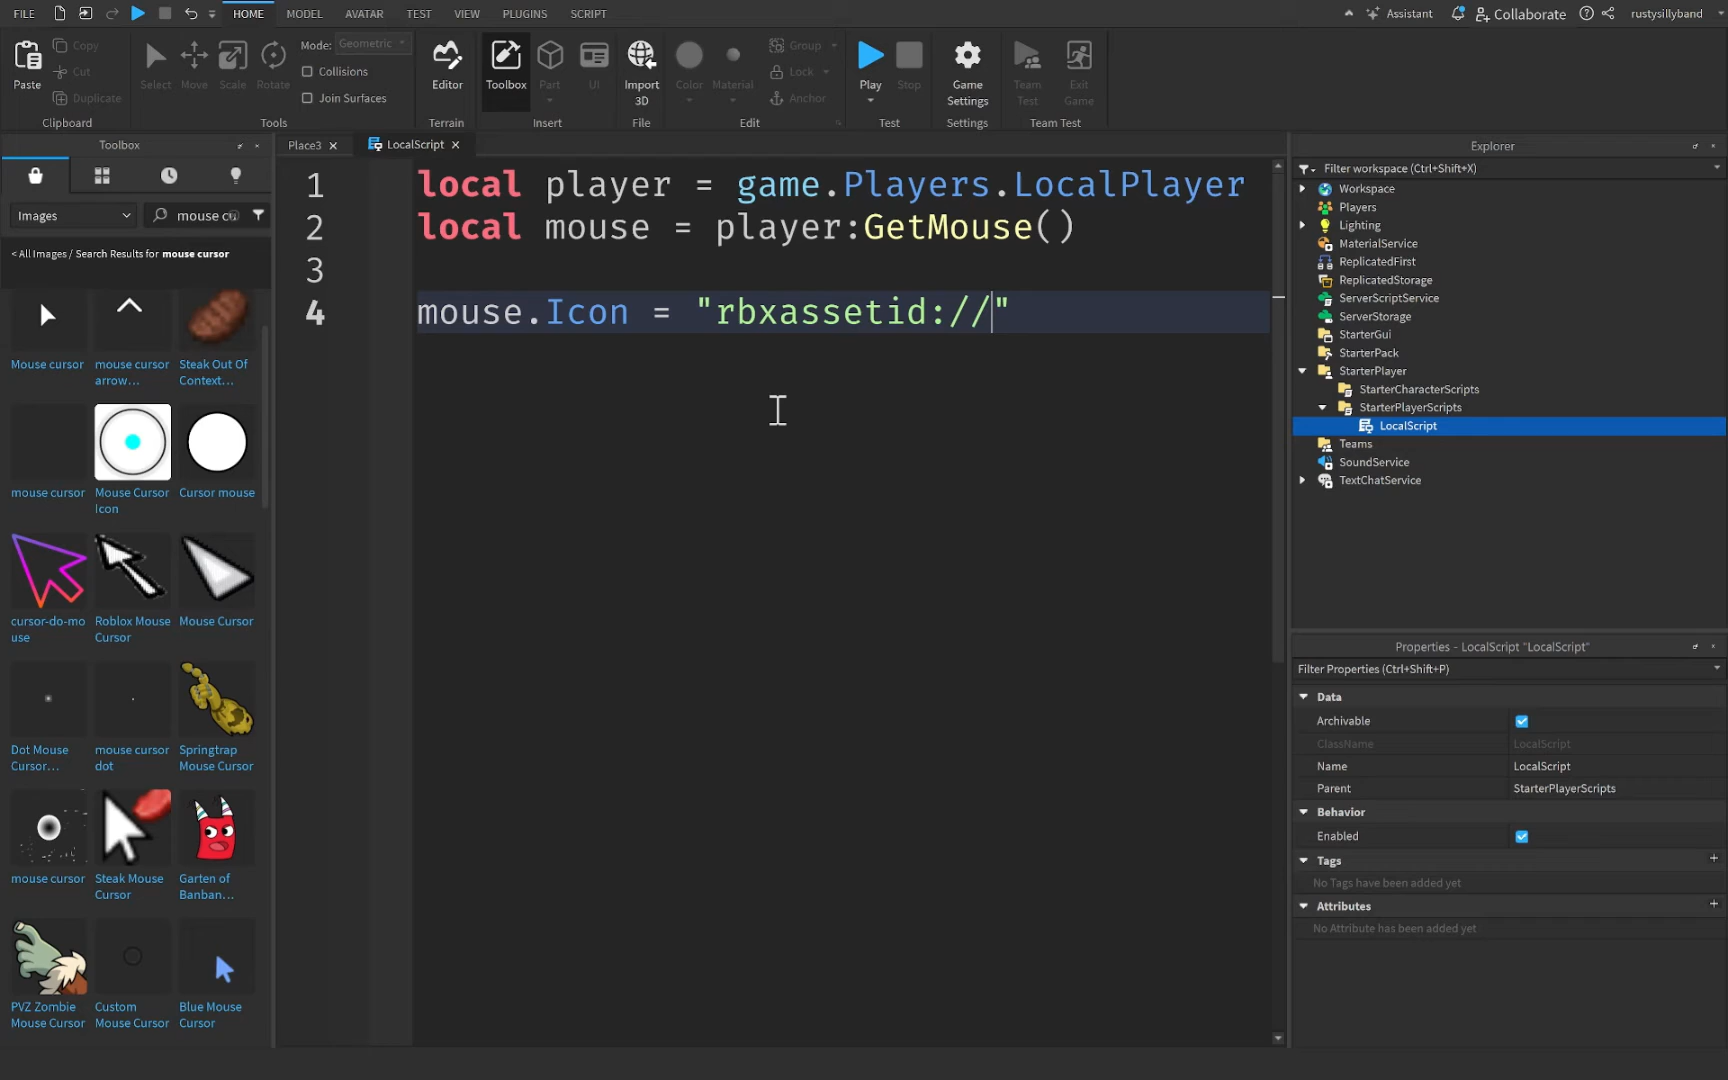 FILE HOME MODEL AVATAR TEST VIEW PLUGINS SCRIPT Assistant Collaborate rustysillyband
Paste Copy Cut Duplicate Clipboard
Select Move Scale Rotate Mode: Geometric Collisions Join Surfaces Tools
Editor Terrain
Toolbox Part UI Insert
Import 3D File
Color Material Group Lock Anchor Edit
Play Stop Test
Game Settings Settings
Team Test Exit Game Team Test
Toolbox
Images
< All Images / Search Results for mouse cursor
Mouse cursor
mouse cursor arrow...
Steak Out Of Context...
mouse cursor
Mouse Cursor Icon
Cursor mouse
cursor-do-mouse
Roblox Mouse Cursor
Mouse Cursor
Dot Mouse Cursor...
mouse cursor dot
Springtrap Mouse Cursor
mouse cursor
Steak Mouse Cursor
Garten of Banban...
PVZ Zombie Mouse Cursor
Custom Mouse Cursor
Blue Mouse Cursor
Place3 LocalScript
1 local player = game.Players.LocalPlayer
2 local mouse = player:GetMouse()
3
4 mouse.Icon = "rbxassetid://"
Explorer
Filter workspace (Ctrl+Shift+X)
Workspace
Players
Lighting
MaterialService
ReplicatedFirst
ReplicatedStorage
ServerScriptService
ServerStorage
StarterGui
StarterPack
StarterPlayer
StarterCharacterScripts
StarterPlayerScripts
LocalScript
Teams
SoundService
TextChatService
Properties - LocalScript "LocalScript"
Filter Properties (Ctrl+Shift+P)
Data
Archivable
ClassName LocalScript
Name LocalScript
Parent StarterPlayerScripts
Behavior
Enabled
Tags
No Tags have been added yet
Attributes
No Attribute has been added yet